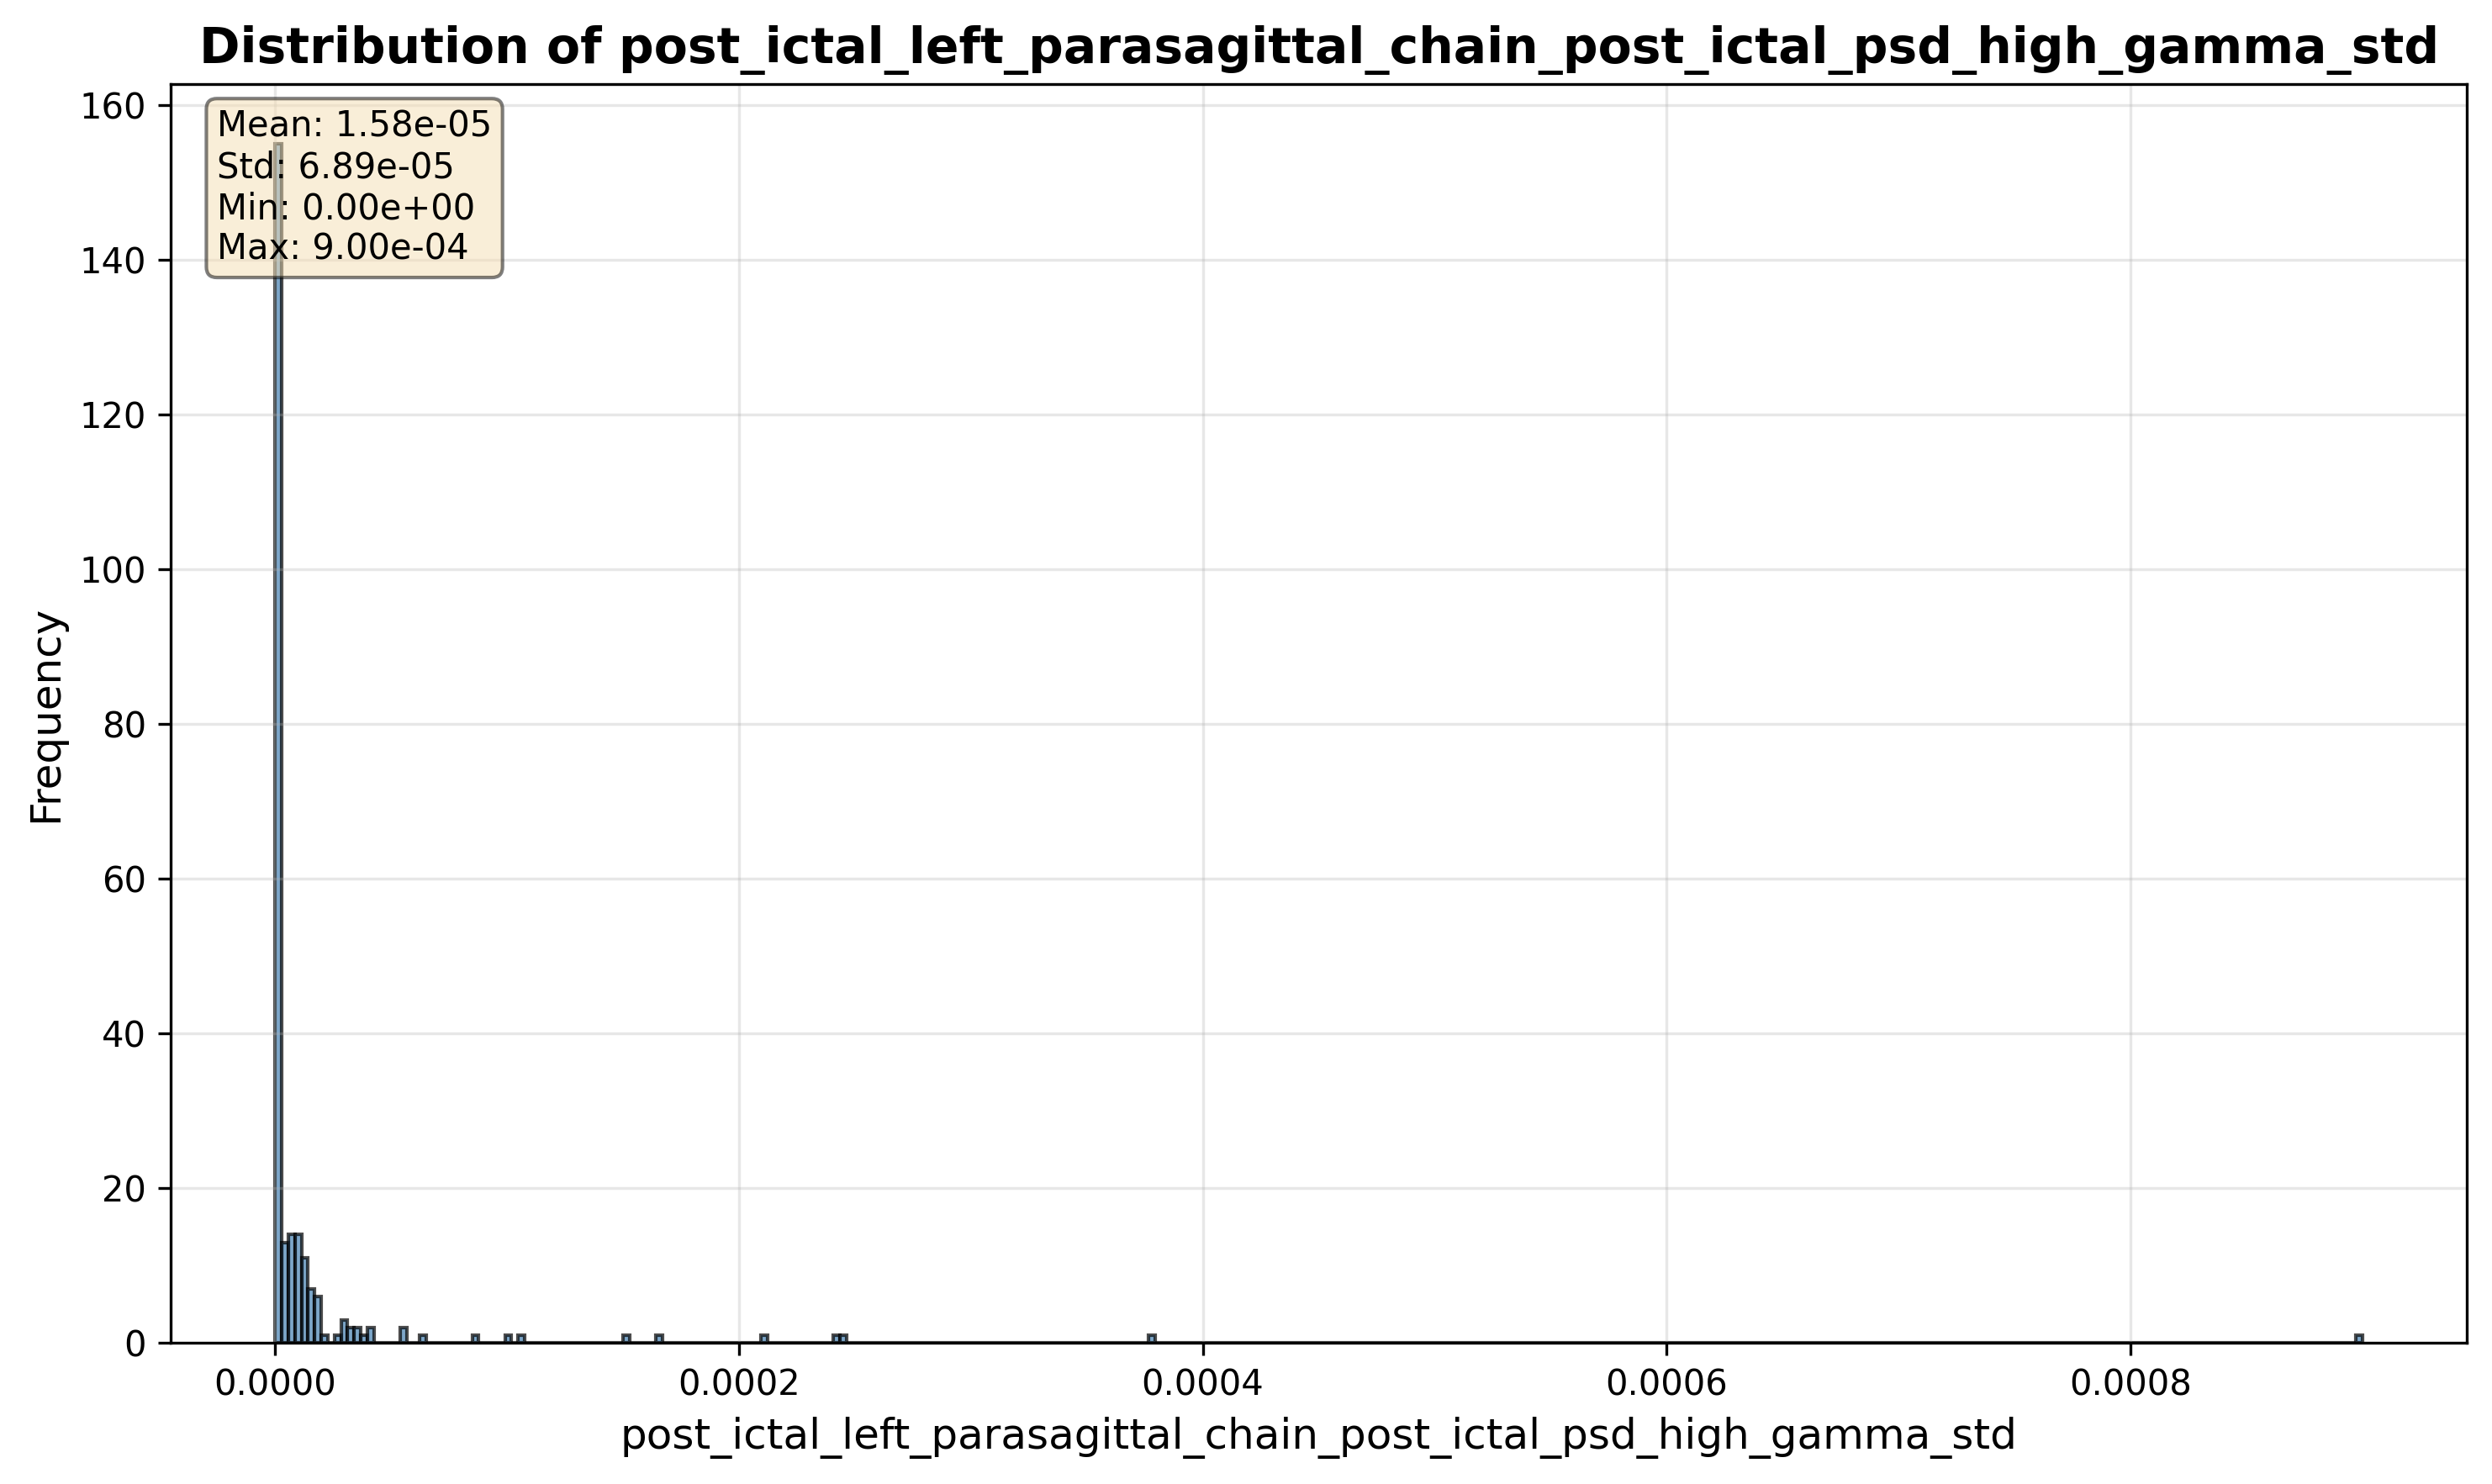 Distribution of post_ictal_left_parasagittal_chain_post_ictal_psd_high_gamma_std
Mean: 1.58e-05
Std: 6.89e-05
Min: 0.00e+00
Max: 9.00e-04
160
140
120
100
80
60
40
20
0
Frequency
0.0000
0.0002
0.0004
0.0006
0.0008
post_ictal_left_parasagittal_chain_post_ictal_psd_high_gamma_std